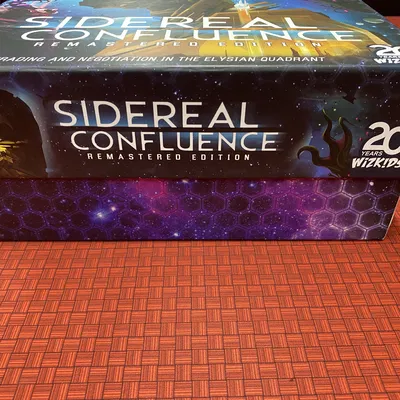 SIDEREAL
CONFLUENCE
REMASTERED EDITION
TRADING AND NEGOTIATION IN THE ELYSIAN QUADRANT
20
SIDEREAL
CONFLUENCE
REMASTERED EDITION
20
YEARS
WIZKIDS